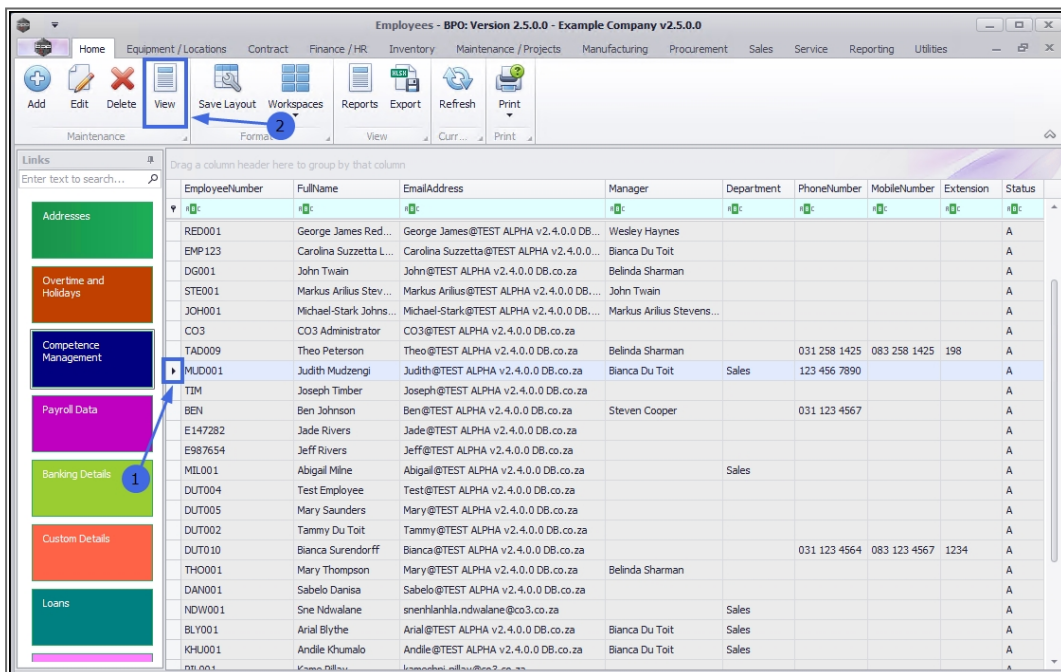 Employees - BPO: Version 2.5.0.0 - Example Company v2.5.0.0
Home Equipment / Locations Contract Finance / HR Inventory Maintenance / Projects Manufacturing Procurement Sales Service Reporting Utilities
Add Edit Delete View Save Layout Workspaces Reports Export Refresh Print
XLSX
2
Maintenance Format View Curr... Print
Links
Enter text to search...
Addresses
Overtime and
Holidays
Competence
Management
Payroll Data
Banking Details
1
Custom Details
Loans
Drag a column header here to group by that column
EmployeeNumber FullName EmailAddress Manager Department PhoneNumber MobileNumber Extension Status
RED001 George James Red... George James@TEST ALPHA v2.4.0.0 DB... Wesley Haynes A
EMP123 Carolina Suzzetta L... Carolina Suzzetta@TEST ALPHA v2.4.0.0... Bianca Du Toit A
DG001 John Twain John@TEST ALPHA v2.4.0.0 DB.co.za Belinda Sharman A
STE001 Markus Arilius Stev... Markus Arilius@TEST ALPHA v2.4.0.0 DB.... John Twain A
JOH001 Michael-Stark Johns... Michael-Stark@TEST ALPHA v2.4.0.0 DB.... Markus Arilius Stevens... A
CO3 CO3 Administrator CO3@TEST ALPHA v2.4.0.0 DB.co.za A
TAD009 Theo Peterson Theo@TEST ALPHA v2.4.0.0 DB.co.za Belinda Sharman 031 258 1425 083 258 1425 198 A
MUD001 Judith Mudzengi Judith@TEST ALPHA v2.4.0.0 DB.co.za Bianca Du Toit Sales 123 456 7890 A
TIM Joseph Timber Joseph@TEST ALPHA v2.4.0.0 DB.co.za A
BEN Ben Johnson Ben@TEST ALPHA v2.4.0.0 DB.co.za Steven Cooper 031 123 4567 A
E147282 Jade Rivers Jade@TEST ALPHA v2.4.0.0 DB.co.za A
E987654 Jeff Rivers Jeff@TEST ALPHA v2.4.0.0 DB.co.za A
MIL001 Abigail Milne Abigail@TEST ALPHA v2.4.0.0 DB.co.za Sales A
DUT004 Test Employee Test@TEST ALPHA v2.4.0.0 DB.co.za A
DUT005 Mary Saunders Mary@TEST ALPHA v2.4.0.0 DB.co.za A
DUT002 Tammy Du Toit Tammy@TEST ALPHA v2.4.0.0 DB.co.za A
DUT010 Bianca Surendorff Bianca@TEST ALPHA v2.4.0.0 DB.co.za 031 123 4564 083 123 4567 1234 A
THO001 Mary Thompson Mary@TEST ALPHA v2.4.0.0 DB.co.za Belinda Sharman A
DAN001 Sabelo Danisa Sabelo@TEST ALPHA v2.4.0.0 DB.co.za A
NDW001 Sne Ndwalane snenhlanhla.ndwalane@co3.co.za Sales A
BLY001 Arial Blythe Arial@TEST ALPHA v2.4.0.0 DB.co.za Bianca Du Toit Sales A
KHU001 Andile Khumalo Andile@TEST ALPHA v2.4.0.0 DB.co.za Bianca Du Toit Sales A